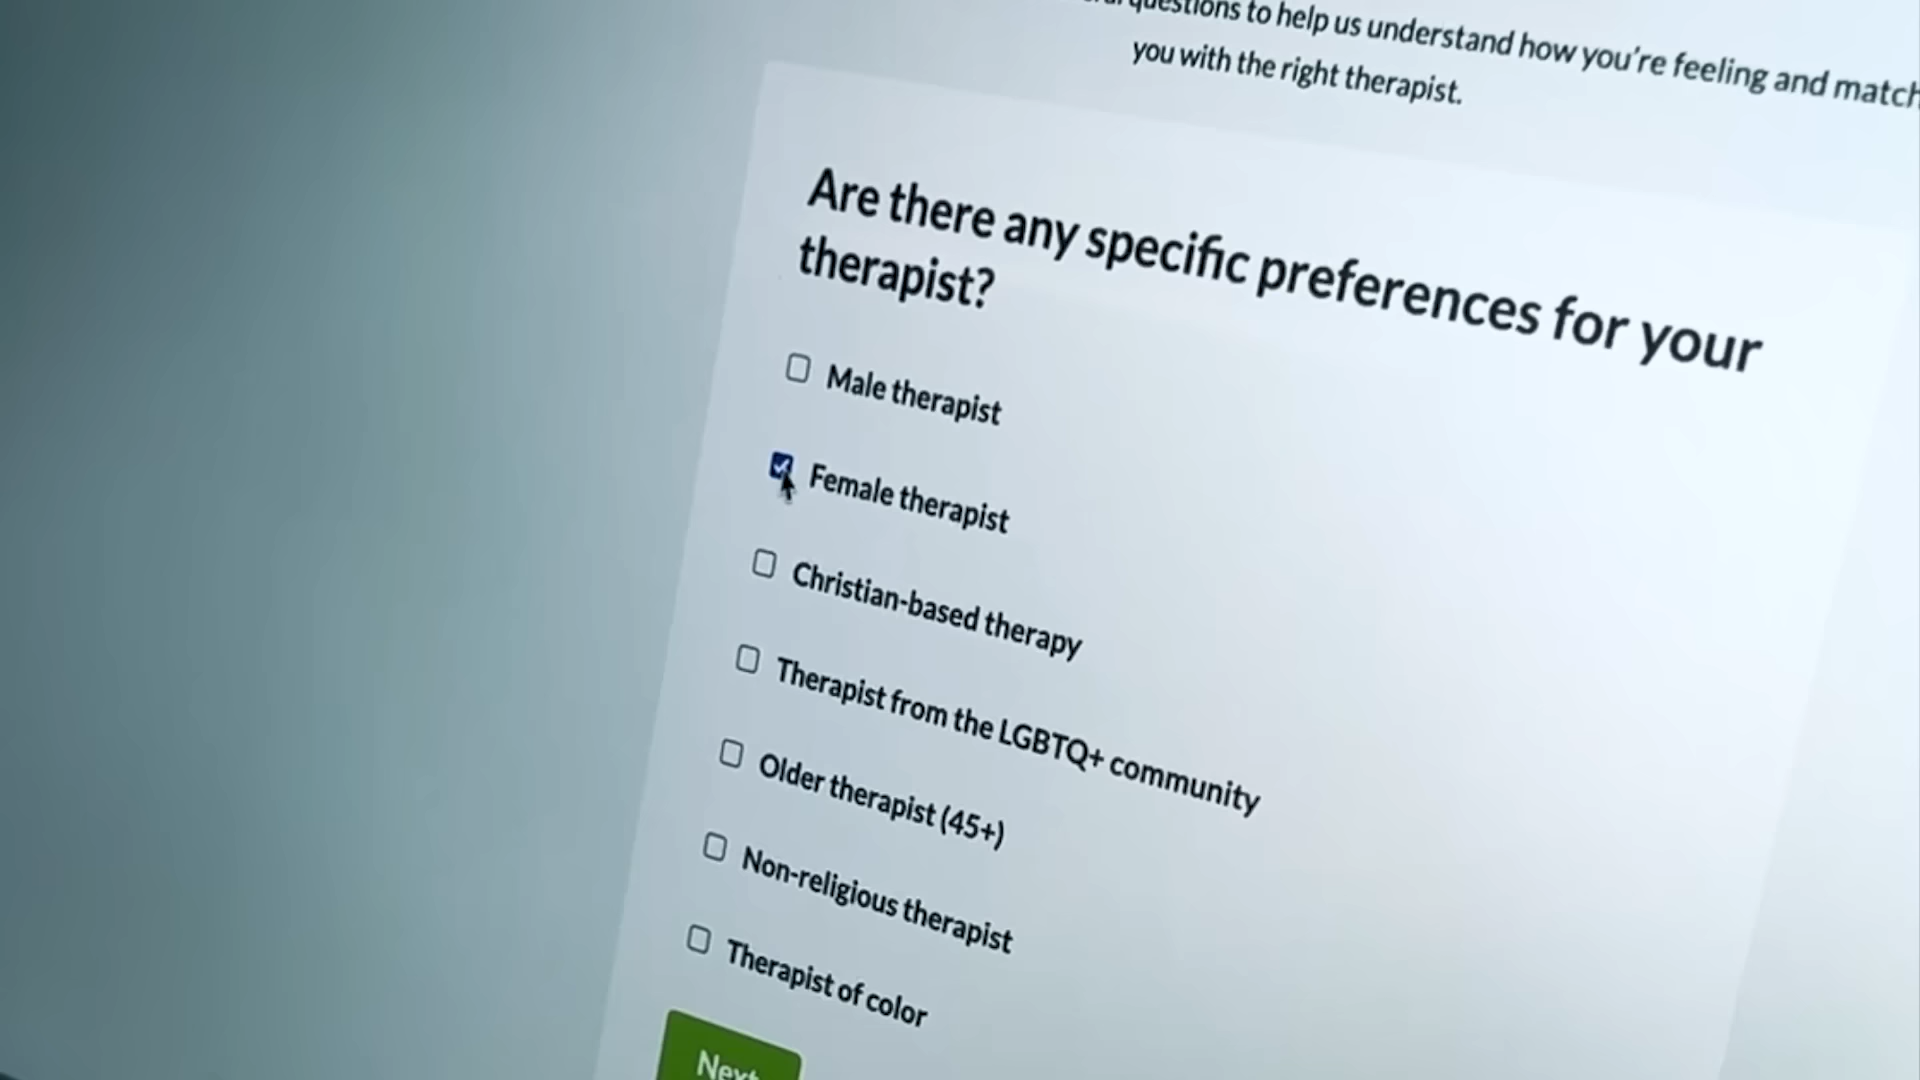 questions to help us understand how you're feeling and match
you with the right therapist.
Are there any specific preferences for your
therapist?
Male therapist
Female therapist
Christian-based therapy
Therapist from the LGBTQ+ community
Older therapist (45+)
Non-religious therapist
Therapist of color
Next